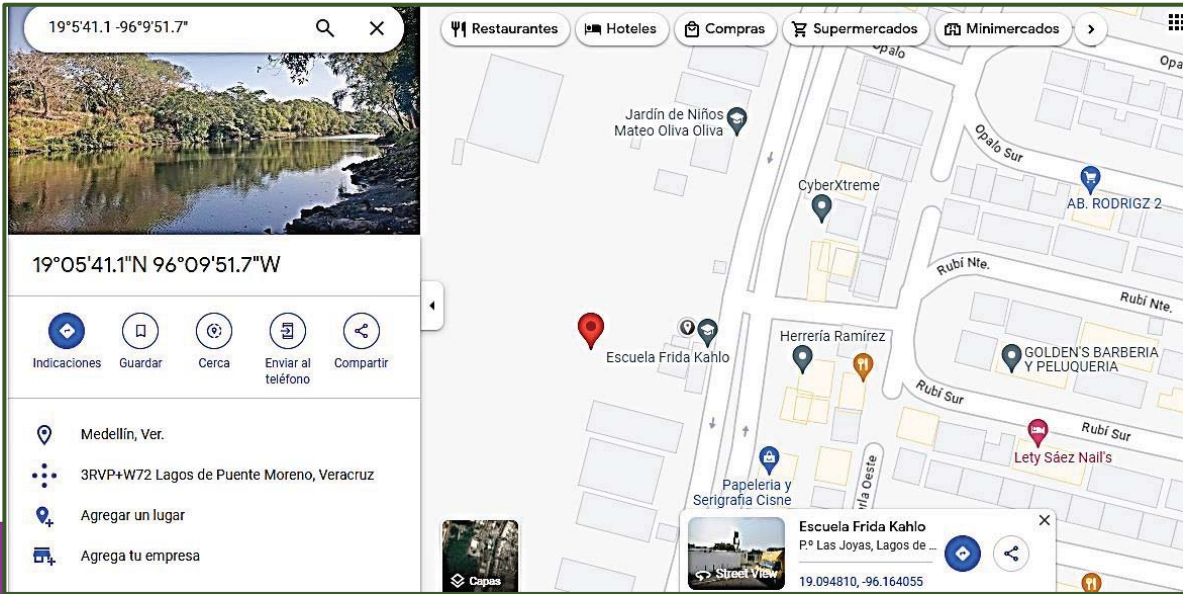 19°5'41.1 -96°9'51.7"
19°05'41.1"N 96°09'51.7"W
Indicaciones
Guardar
Cerca
Enviar al
teléfono
Compartir
Medellín, Ver.
3RVP+W72 Lagos de Puente Moreno, Veracruz
Agregar un lugar
Agrega tu empresa
Restaurantes
Hoteles
Compras
Supermercados
Minimercados
Opalo
Opa
Jardín de Niños
Mateo Oliva Oliva
Opalo Sur
CyberXtreme
AB. RODRIGZ 2
Rubí Nte.
Rubí Nte.
Escuela Frida Kahlo
Herrería Ramírez
GOLDEN'S BARBERIA
Y PELUQUERIA
Rubí Sur
Rubí Sur
Lety Sáez Nail's
Papeleria y
Serigrafia Cisne
rla Oeste
Capas
Street View
Escuela Frida Kahlo
P.º Las Joyas, Lagos de ...
19.094810, -96.164055